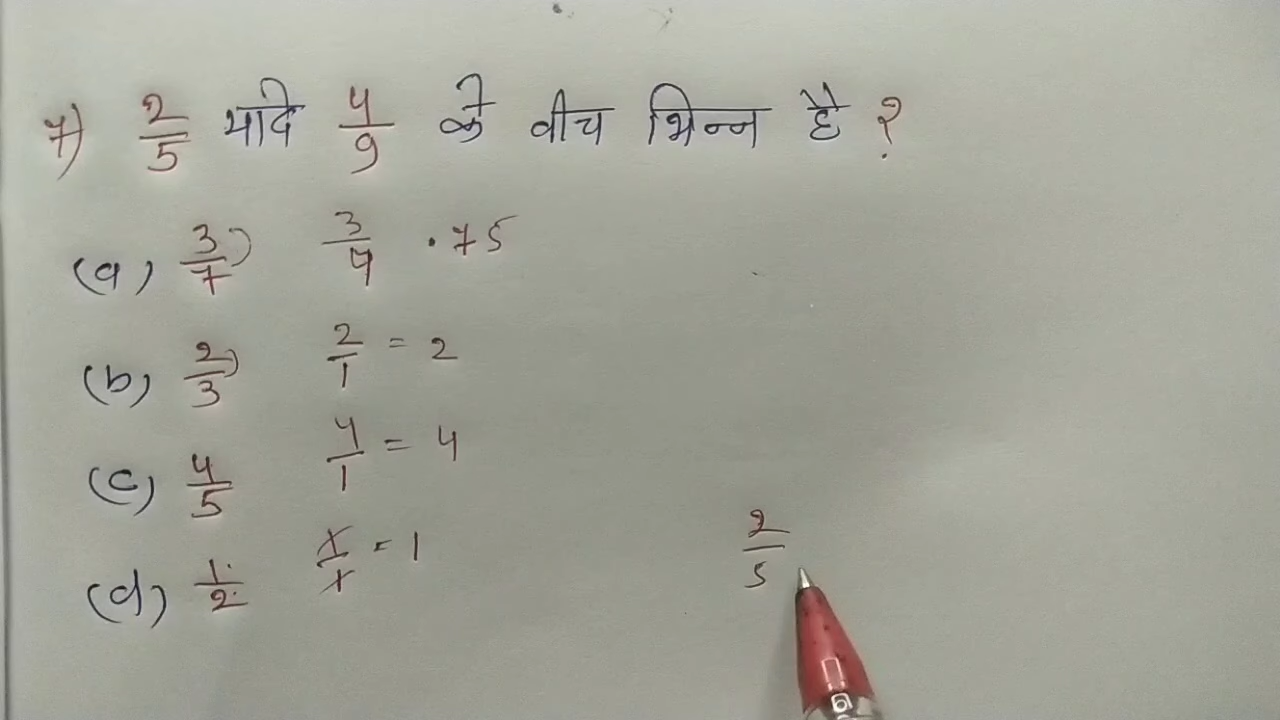 7) 2/5 यदि 4/9 के बीच भिन्न है ?
(a) 3/7) 3/4 .75
(b) 2/3) 2/1 = 2
(c) 4/5 4/1 = 4
(d) 1/2 1/1 = 1
2/5